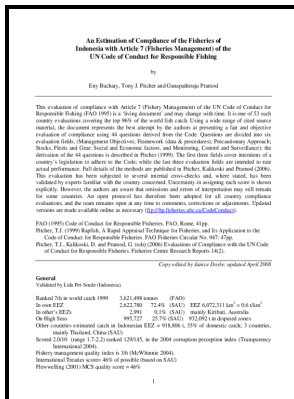 An Estimation of Compliance of the Fisheries of
Indonesia with Article 7 (Fisheries Management) of the
UN Code of Conduct for Responsible Fishing
by
Eny Buchary, Tony J. Pitcher and Ganapathiraju Pramod
This evaluation of compliance with Article 7 (Fishery Management) of the UN Code of Conduct for
Responsible Fishing (FAO 1995) is a 'living document' and may change with time. It is one of 53 such
country evaluations covering the top 96% of the world fish catch. Using a wide range of cited source
material, the document represents the best attempt by the authors at presenting a fair and objective
evaluation of compliance using 44 questions derived from the Code. Questions are divided into six
evaluation fields, (Management Objectives; Framework (data & procedures); Precautionary Approach;
Stocks, Fleets and Gear; Social and Economic factors, and Monitoring, Control and Surveillance); the
derivation of the 44 questions is described in Pitcher (1999). The first three fields cover intentions of a
country's legislation to adhere to the Code; while the last three evaluation fields are intended to rate
actual performance. Full details of the methods are published in Pitcher, Kalikoski and Pramod (2006).
This evaluation has been subjected to several internal cross-checks and, where stated, has been
validated by experts familiar with the country concerned. Uncertainty in assigning each score is shown
explicitly. However, the authors are aware that omissions and errors of interpretation may still remain
for some countries. An open protocol has therefore been adopted for all country compliance
evaluations, and the team remains open at any time to comments, corrections or adjustments. Updated
versions are made available online as necessary (ftp://ftp.fisheries.ubc.ca/CodeConduct).
FAO (1995) Code of Conduct for Responsible Fisheries. FAO, Rome, 41pp.
Pitcher, T.J. (1999) Rapfish, A Rapid Appraisal Technique for Fisheries, and Its Application to the
Code of Conduct for Responsible Fisheries. FAO Fisheries Circular No. 947: 47pp.
Pitcher, T.J., Kalikoski, D. and Pramod, G. (eds) (2006) Evaluations of Compliance with the UN Code
of Conduct for Responsible Fisheries. Fisheries Centre Research Reports 14(2).
Copy edited by Janice Doyle: updated April 2008
General
Validated by Lida Pet-Soede (Indonesia).
Ranked 7th in world catch 1999 3,621,498 tonnes (FAO)
In own EEZ 2,622,780 72.4% (SAU) EEZ 6,072,311 km² = 0.6 t/km²
In other's EEZs 2,991 0.1% (SAU) mainly Kiribati, Australia
On High Seas 995,727 25.7% (SAU) 932,092 t in disputed zones
Other countries estimated catch in Indonesian EEZ = 918,806 t, 35% of domestic catch; 3 countries,
mainly Thailand, China (SAU)
Scored 2.0/10 (range 1.7-2.2) ranked 129/145, in the 2004 corruption perception index (Transparency
International 2004).
Fishery management quality index is 3/6 (McWhinnie 2004).
International Treaties score= 46% of possible (based on SAU)
Flewwelling (2001) MCS quality score = 46%
1